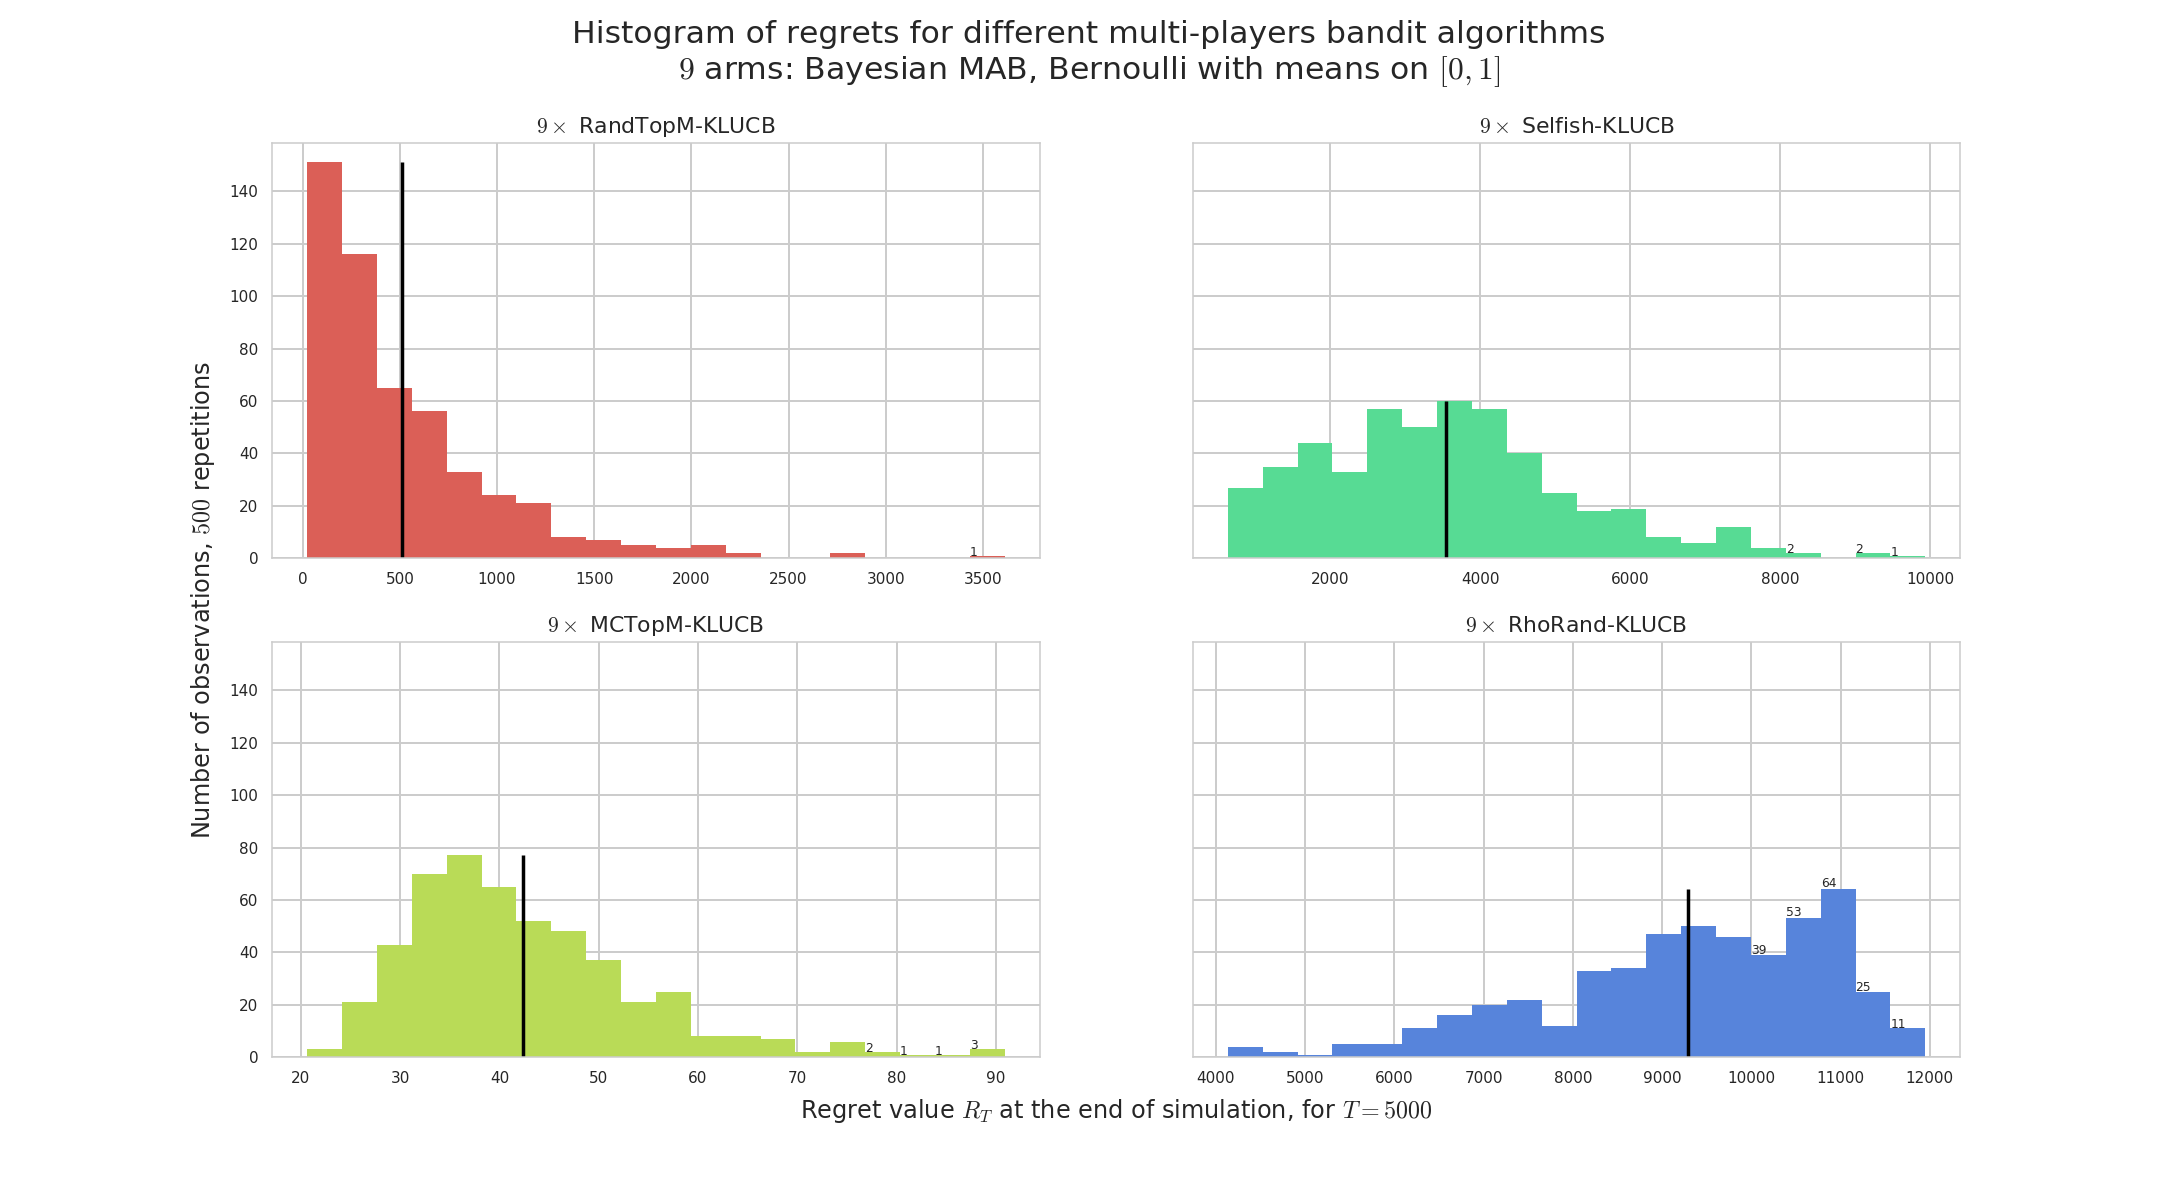 Histogram of regrets for different multi-players bandit algorithms
9 arms: Bayesian MAB, Bernoulli with means on [0, 1]
9× RandTopM-KLUCB
140
120
100
80
60
40
20
0
1
0 500 1000 1500 2000 2500 3000 3500
9× Selfish-KLUCB
2 2 1
2000 4000 6000 8000 10000
Number of observations, 500 repetitions
9× MCTopM-KLUCB
140
120
100
80
60
40
20
0
2 1 1 3
20 30 40 50 60 70 80 90
9× RhoRand-KLUCB
39 53 64 25 11
4000 5000 6000 7000 8000 9000 10000 11000 12000
Regret value R_T at the end of simulation, for T = 5000